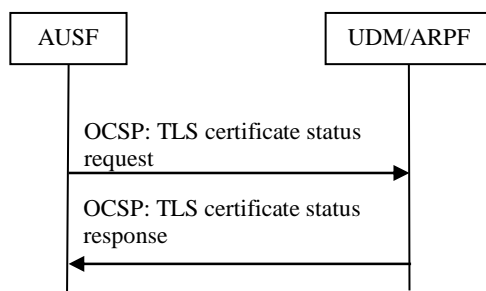 AUSF
UDM/ARPF
OCSP: TLS certificate status
request
OCSP: TLS certificate status
response